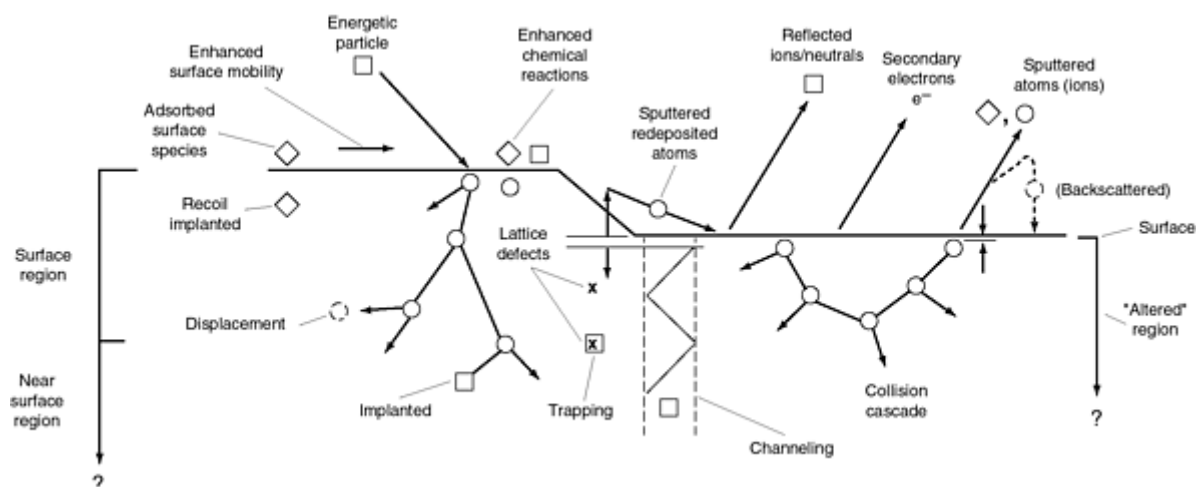 Energetic
particle
Enhanced
surface mobility
Enhanced
chemical
reactions
Reflected
ions/neutrals
Secondary
electrons
e–
Sputtered
atoms (ions)
,
Adsorbed
surface
species
Sputtered
redeposited
atoms
(Backscattered)
Recoil
implanted
Surface
Lattice
defects
Surface
region
x
"Altered"
region
Displacement
x
Near
surface
region
Implanted
Trapping
Collision
cascade
Channeling
?
?